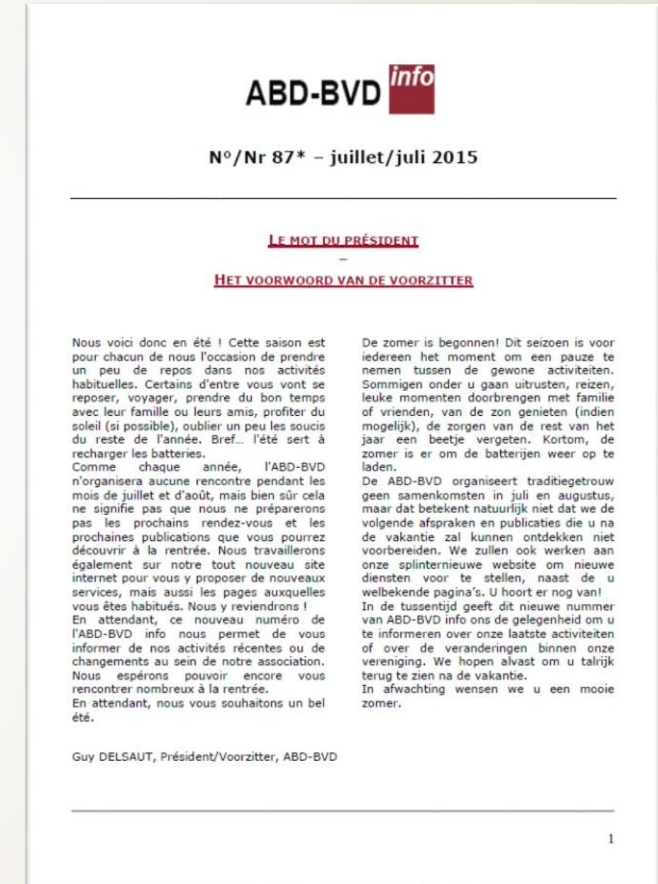 ABD-BVD info
N°/Nr 87* – juillet/juli 2015
LE MOT DU PRÉSIDENT
–
HET VOORWOORD VAN DE VOORZITTER
Nous voici donc en été ! Cette saison est
pour chacun de nous l'occasion de prendre
un peu de repos dans nos activités
habituelles. Certains d'entre vous vont se
reposer, voyager, prendre du bon temps
avec leur famille ou leurs amis, profiter du
soleil (si possible), oublier un peu les soucis
du reste de l'année. Bref... l'été sert à
recharger les batteries.
Comme chaque année, l'ABD-BVD
n'organisera aucune rencontre pendant les
mois de juillet et d'août, mais bien sûr cela
ne signifie pas que nous ne préparerons
pas les prochains rendez-vous et les
prochaines publications que vous pourrez
découvrir à la rentrée. Nous travaillerons
également sur notre tout nouveau site
internet pour vous y proposer de nouveaux
services, mais aussi les pages auxquelles
vous êtes habitués. Nous y reviendrons !
En attendant, ce nouveau numéro de
l'ABD-BVD info nous permet de vous
informer de nos activités récentes ou de
changements au sein de notre association.
Nous espérons pouvoir encore vous
rencontrer nombreux à la rentrée.
En attendant, nous vous souhaitons un bel
été.
De zomer is begonnen! Dit seizoen is voor
iedereen het moment om een pauze te
nemen tussen de gewone activiteiten.
Sommigen onder u gaan uitrusten, reizen,
leuke momenten doorbrengen met familie
of vrienden, van de zon genieten (indien
mogelijk), de zorgen van de rest van het
jaar een beetje vergeten. Kortom, de
zomer is er om de batterijen weer op te
laden.
De ABD-BVD organiseert traditiegetrouw
geen samenkomsten in juli en augustus,
maar dat betekent natuurlijk niet dat we de
volgende afspraken en publicaties die u na
de vakantie zal kunnen ontdekken niet
voorbereiden. We zullen ook werken aan
onze splinternieuwe website om nieuwe
diensten voor te stellen, naast de u
welbekende pagina's. U hoort er nog van!
In de tussentijd geeft dit nieuwe nummer
van ABD-BVD info ons de gelegenheid om u
te informeren over onze laatste activiteiten
of over de veranderingen binnen onze
vereniging. We hopen alvast om u talrijk
terug te zien na de vakantie.
In afwachting wensen we u een mooie
zomer.
Guy DELSAUT, Président/Voorzitter, ABD-BVD
1